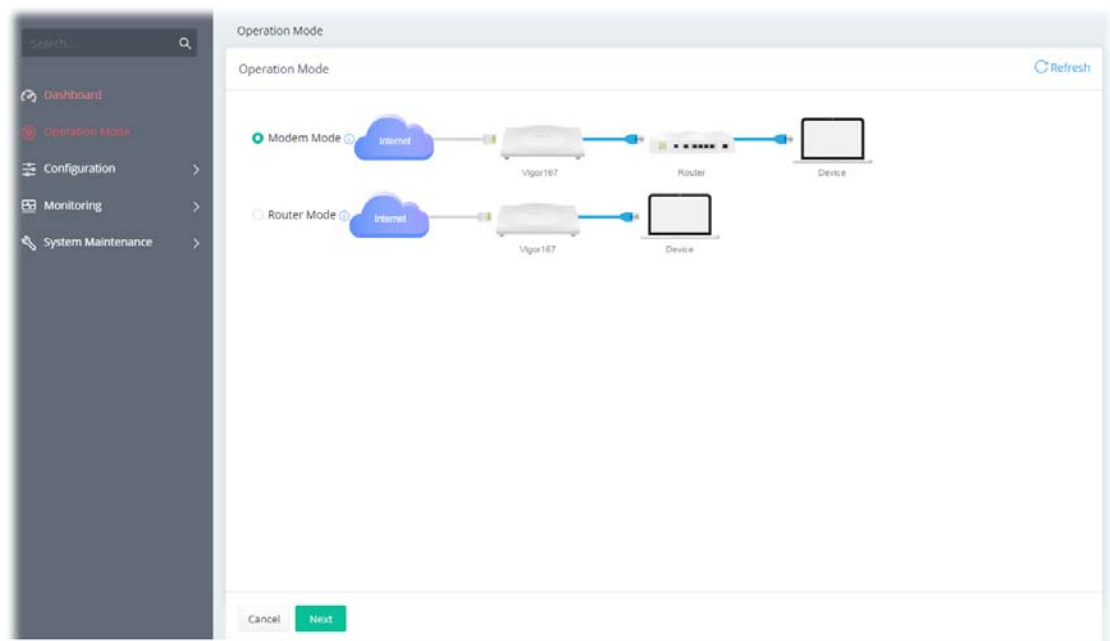 Search...
Dashboard
Operation Mode
Configuration
Monitoring
System Maintenance
Operation Mode
Operation Mode
Refresh
Modem Mode
Internet
Vigor167
Router
Device
Router Mode
Internet
Vigor167
Device
Cancel
Next